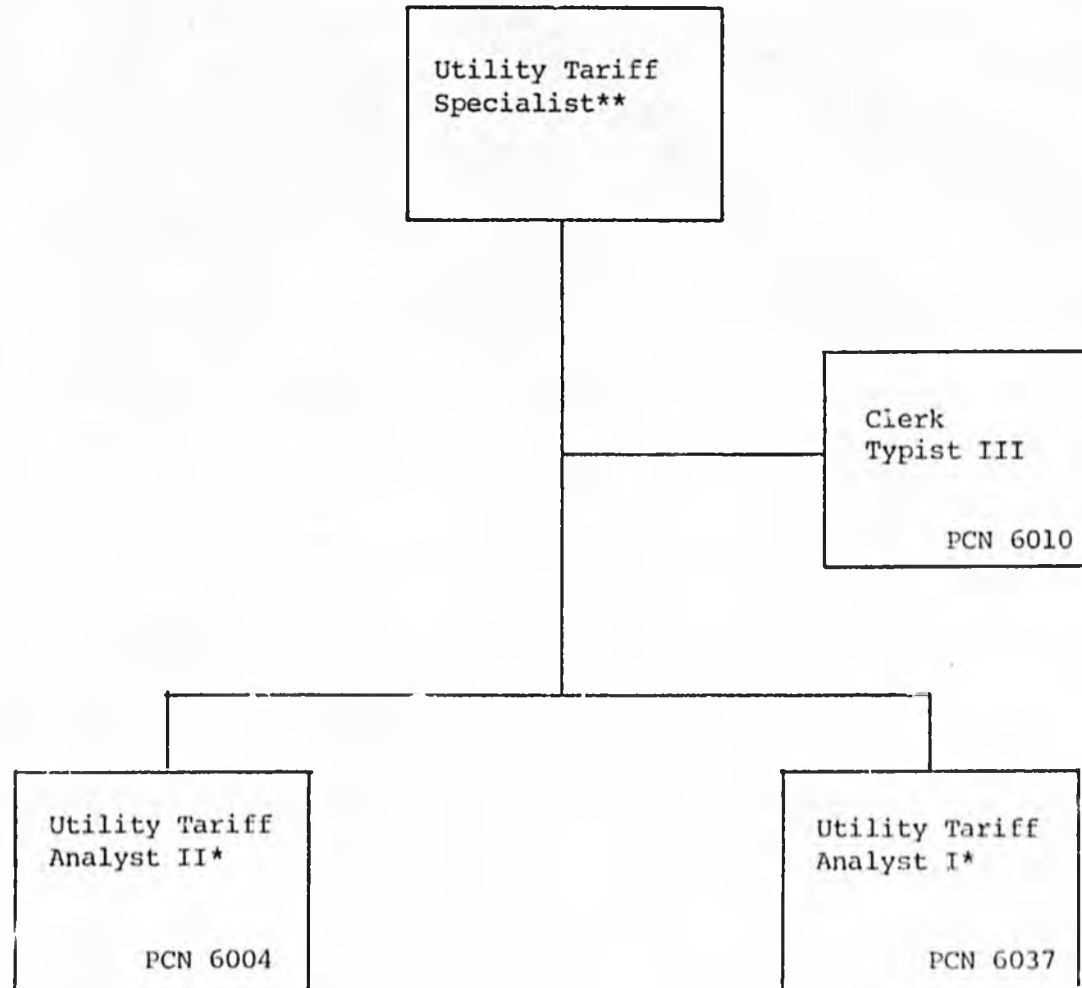 Utility Tariff
Specialist**
Clerk
Typist III
PCN 6010
Utility Tariff
Analyst II*
PCN 6004
Utility Tariff
Analyst I*
PCN 6037